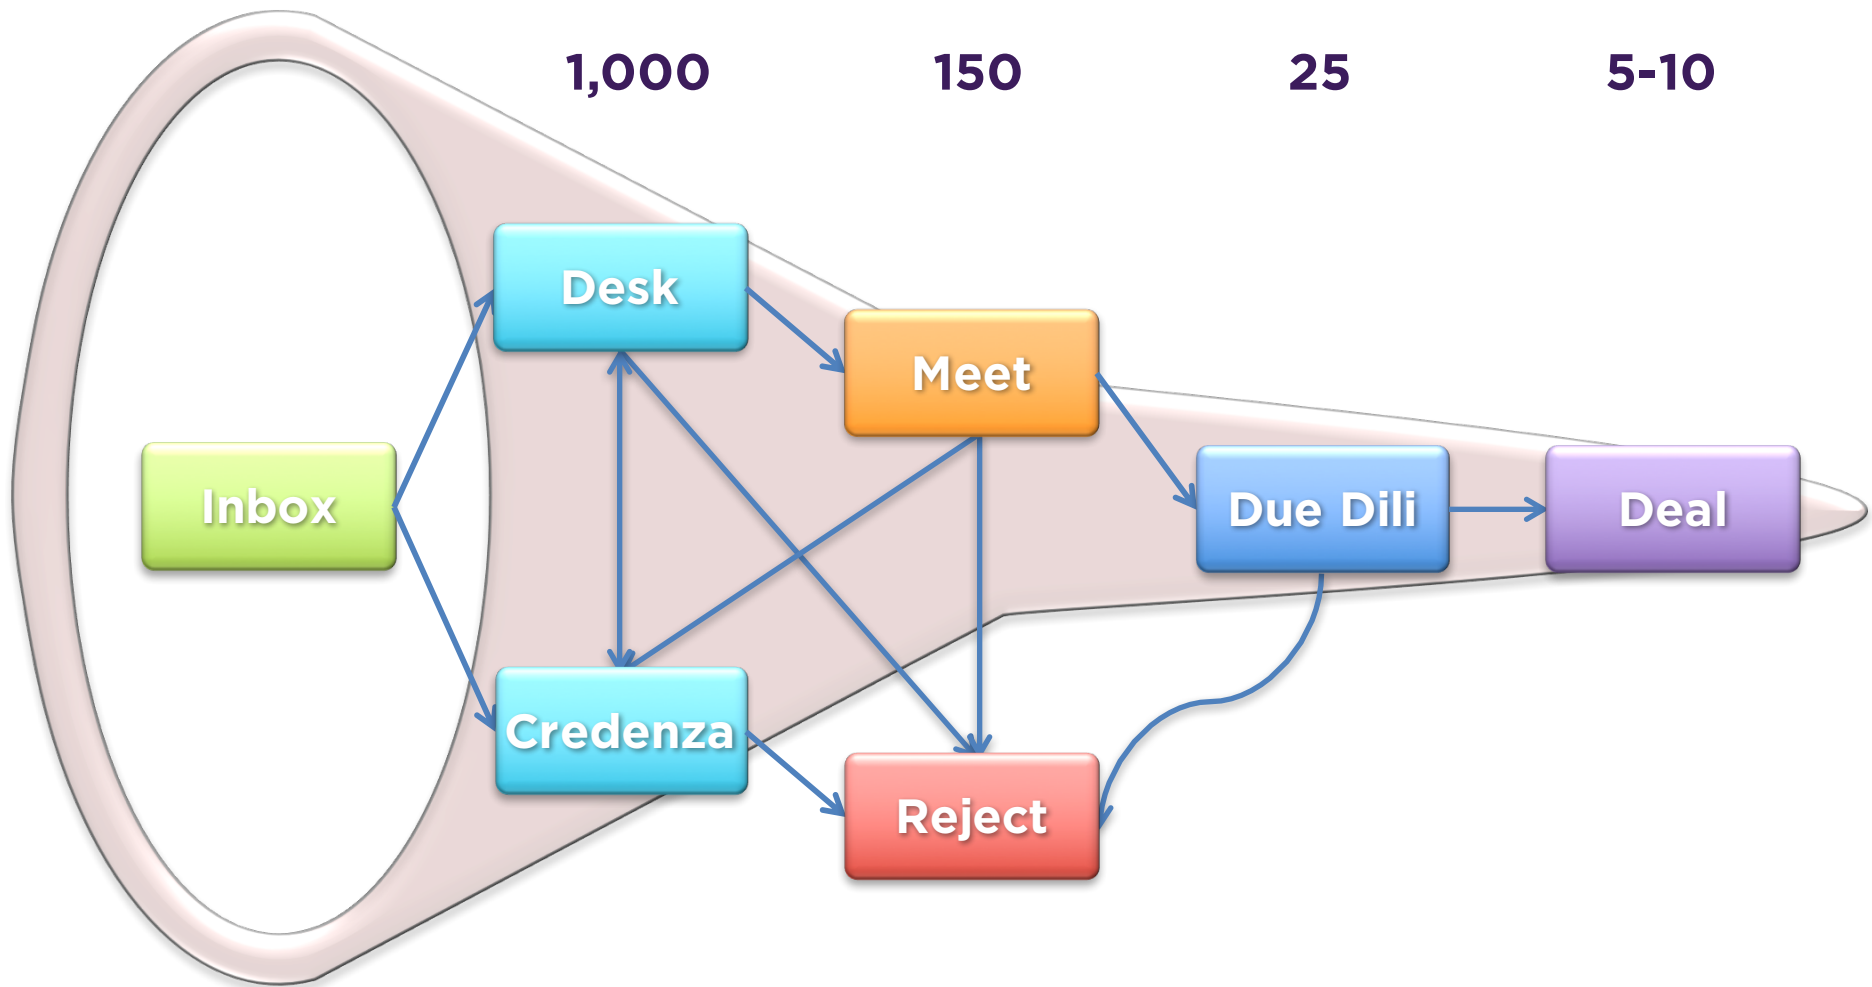 1,000
150
25
5-10
Desk
Meet
Inbox
Due Dili
Deal
Credenza
Reject